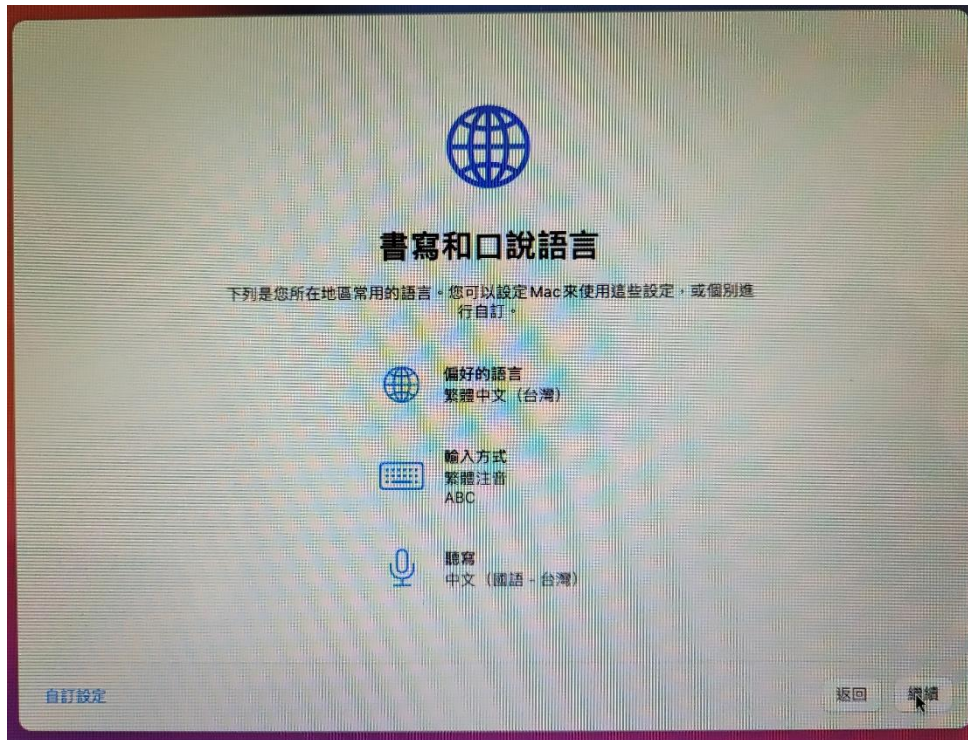 書寫和口說語言
下列是您所在地區常用的語言。您可以設定 Mac 來使用這些設定,或個別進
行自訂。
偏好的語言
繁體中文(台灣)
輸入方式
繁體注音
ABC
聽寫
中文(國語 - 台灣)
自訂設定
返回
繼續